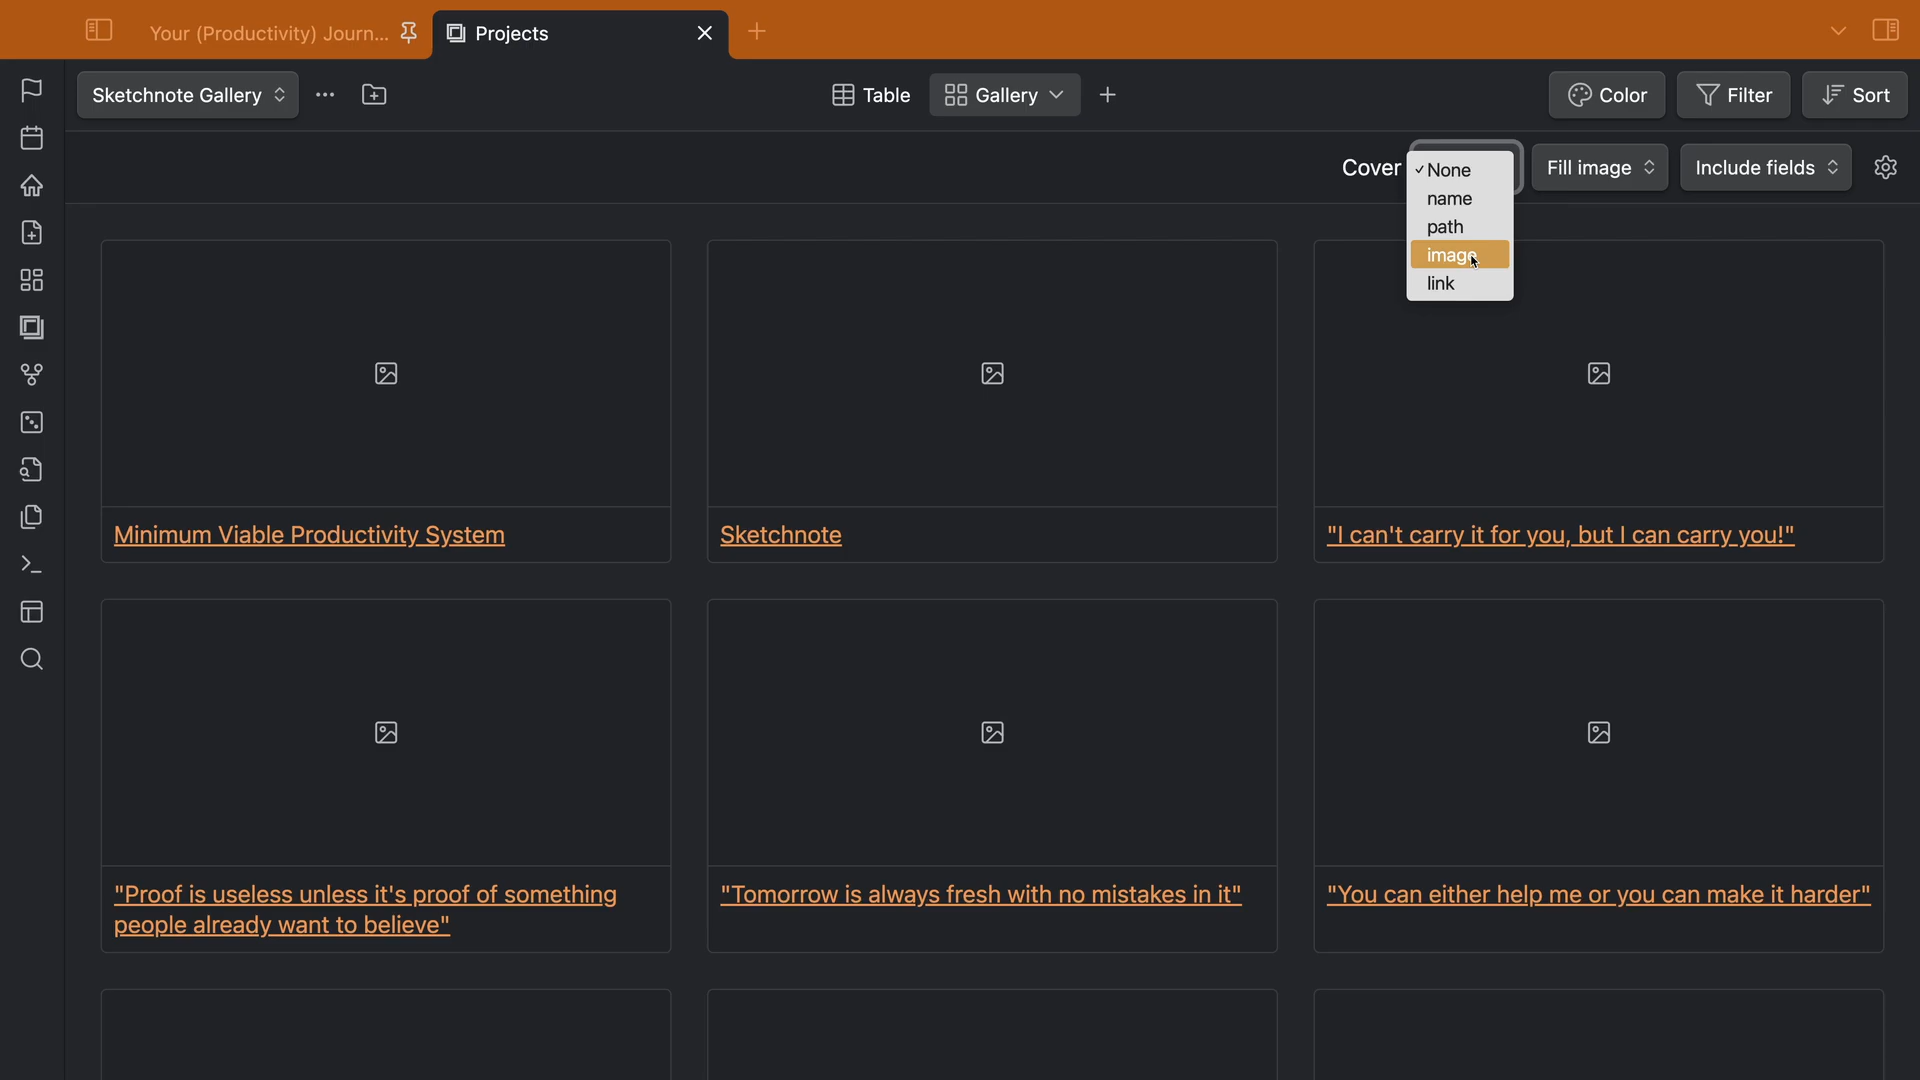 Your (Productivity) Journ...
Projects
Sketchnote Gallery
Table
Gallery
Color
Filter
Sort
Cover
None
name
path
image
link
Fill image
Include fields
Minimum Viable Productivity System
Sketchnote
"I can't carry it for you, but I can carry you!"
"Proof is useless unless it's proof of something
people already want to believe"
"Tomorrow is always fresh with no mistakes in it"
"You can either help me or you can make it harder"